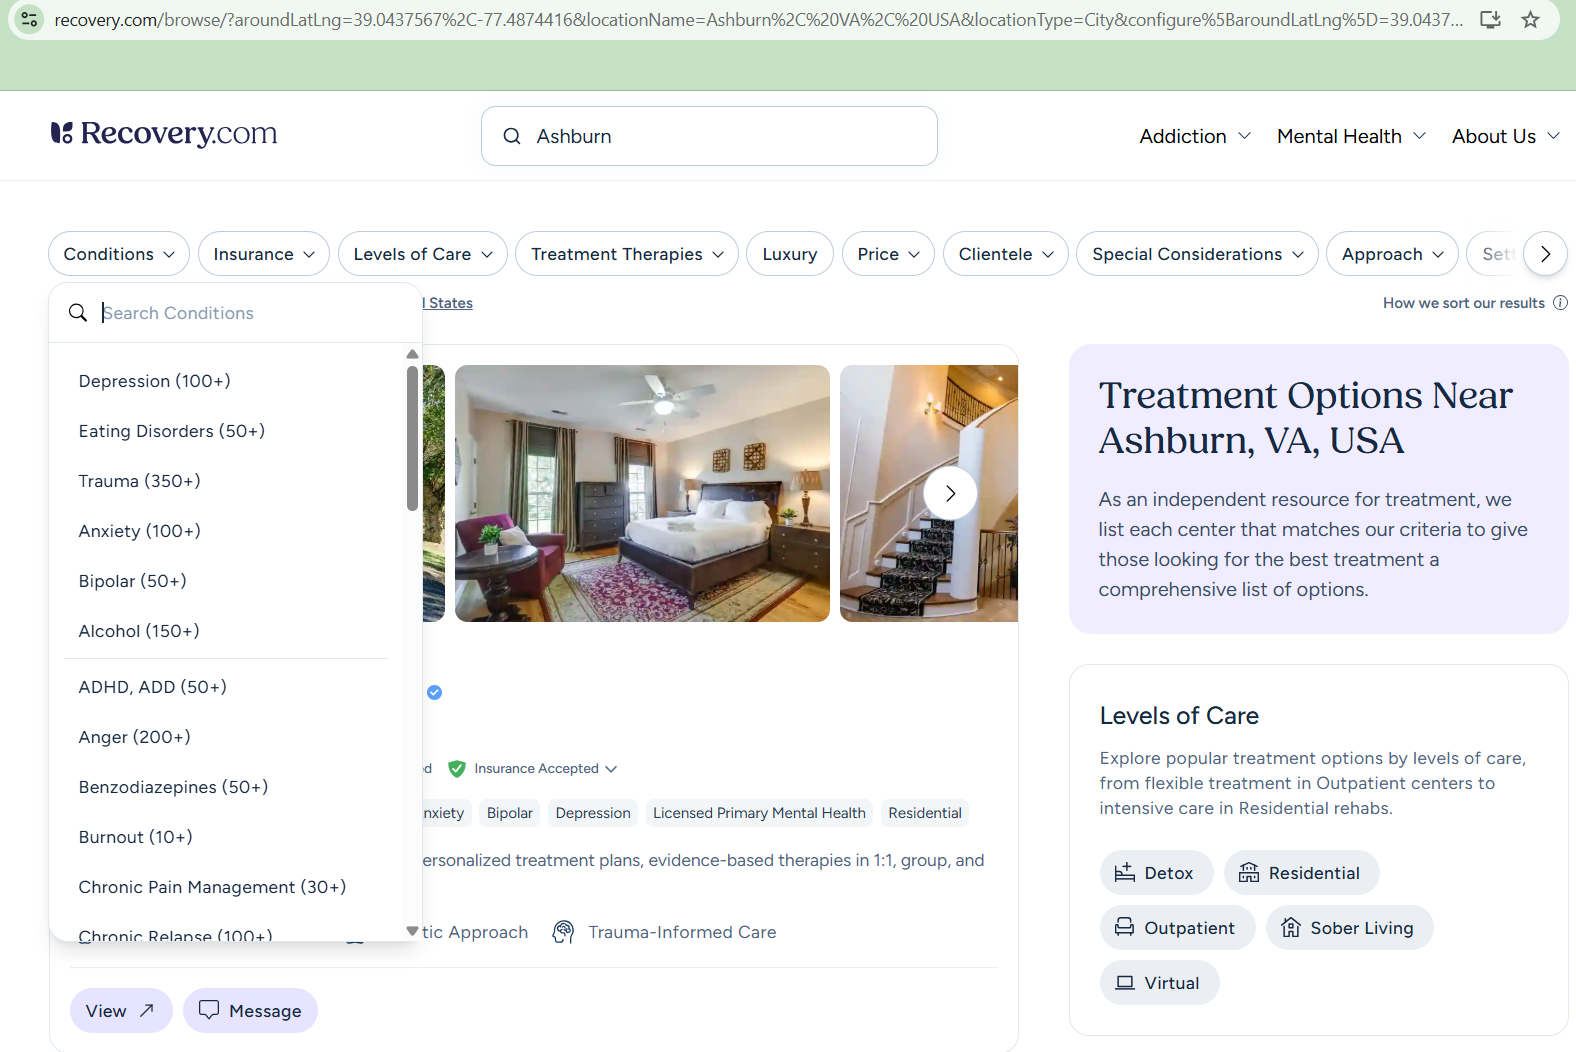 recovery.com/browse/?aroundLatLng=39.0437567%2C-77.4874416&locationName=Ashburn%2C%20VA%2C%20USA&locationType=City&configure%5BaroundLatLng%5D=39.0437...
Recovery.com
Ashburn
Addiction
Mental Health
About Us
Conditions
Insurance
Levels of Care
Treatment Therapies
Luxury
Price
Clientele
Special Considerations
Approach
Search Conditions
States
How we sort our results
Depression (100+)
Eating Disorders (50+)
Trauma (350+)
Anxiety (100+)
Bipolar (50+)
Alcohol (150+)
ADHD, ADD (50+)
Anger (200+)
Benzodiazepines (50+)
Burnout (10+)
Chronic Pain Management (30+)
Chronic Relapse (100+)
Insurance Accepted
nxiety
Bipolar
Depression
Licensed Primary Mental Health
Residential
ersonalized treatment plans, evidence-based therapies in 1:1, group, and
tic Approach
Trauma-Informed Care
View
Message
Treatment Options Near
Ashburn, VA, USA
As an independent resource for treatment, we
list each center that matches our criteria to give
those looking for the best treatment a
comprehensive list of options.
Levels of Care
Explore popular treatment options by levels of care,
from flexible treatment in Outpatient centers to
intensive care in Residential rehabs.
Detox
Residential
Outpatient
Sober Living
Virtual